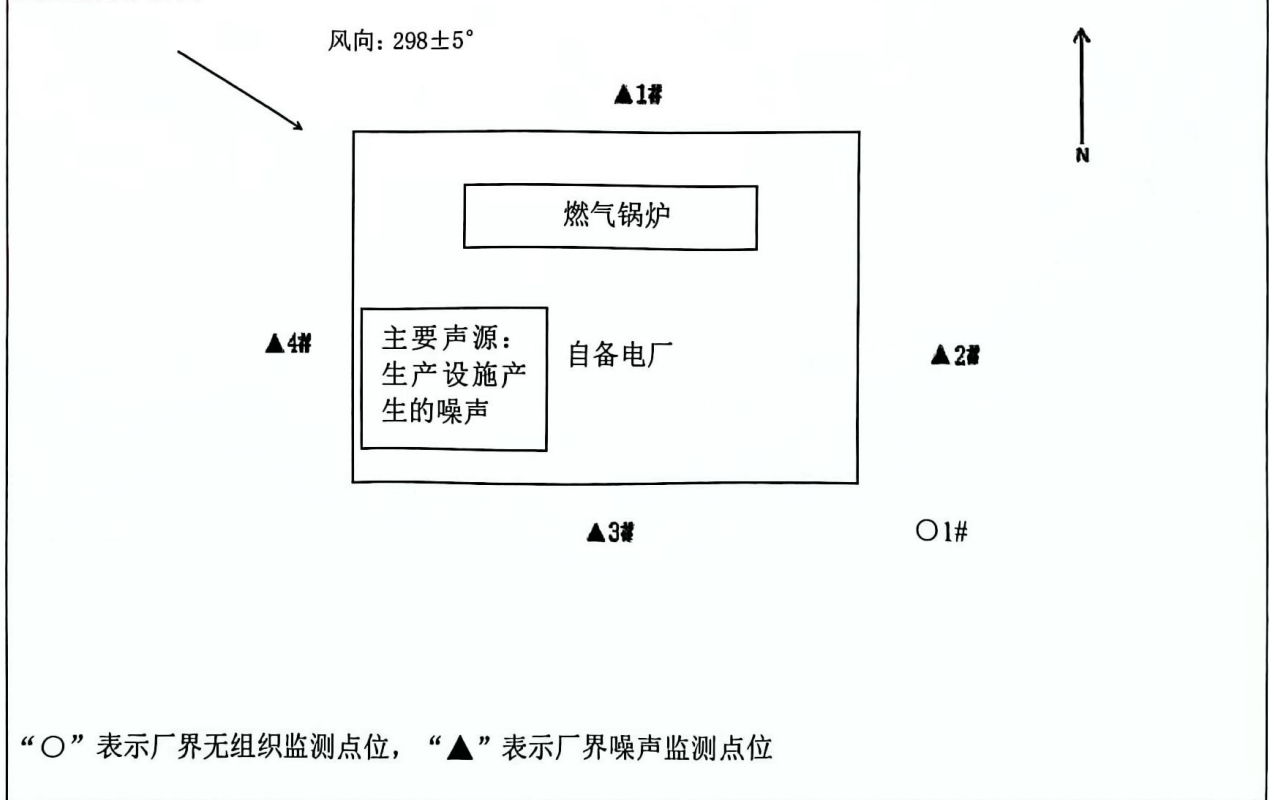 风向: 298±5°
▲1#
N
燃气锅炉
▲4#
主要声源:
生产设施产
生的噪声
自备电厂
▲2#
▲3#
○1#
“○”表示厂界无组织监测点位, “▲”表示厂界噪声监测点位